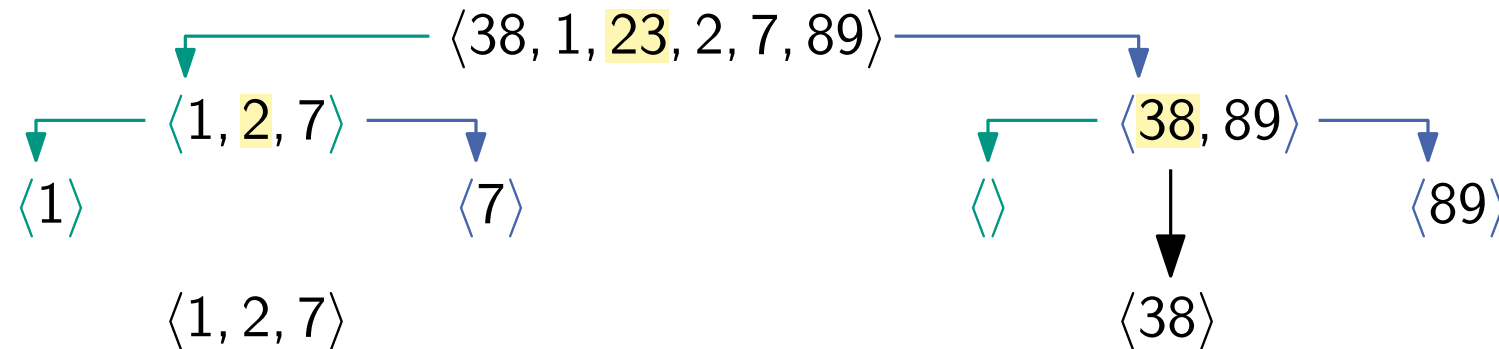 ⟨38, 1, 23, 2, 7, 89⟩
⟨1, 2, 7⟩ ⟨38, 89⟩
⟨1⟩ ⟨7⟩ ⟨⟩ ⟨89⟩
⟨1, 2, 7⟩ ⟨38⟩